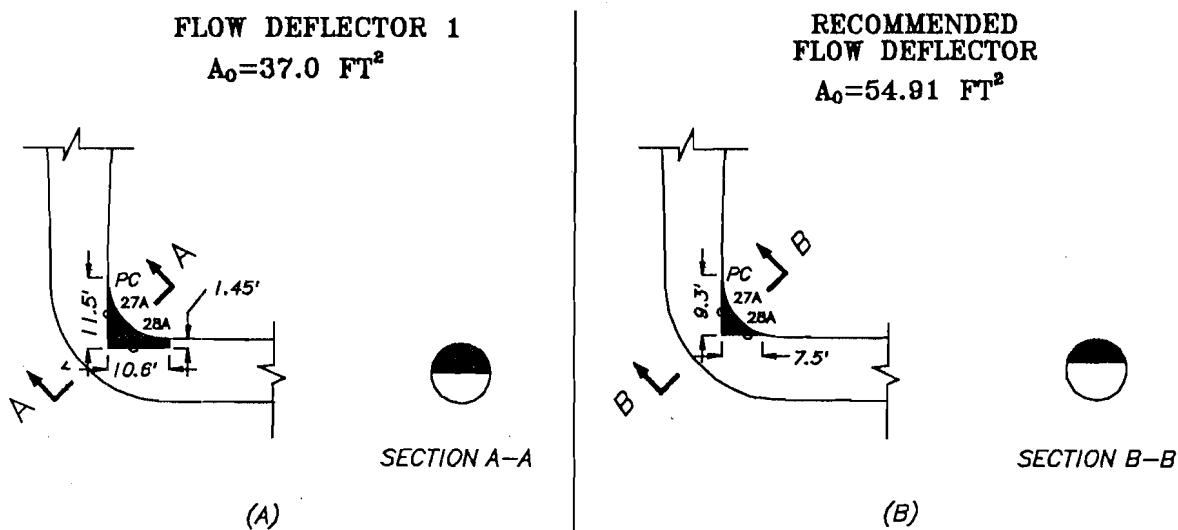 FLOW DEFLECTOR 1
A₀=37.0 FT²
PC
A
27A
28A
11.5'
1.45'
10.6'
A
SECTION A-A
(A)
RECOMMENDED
FLOW DEFLECTOR
A₀=54.91 FT²
PC
B
27A
28A
9.3'
7.5'
B
SECTION B-B
(B)